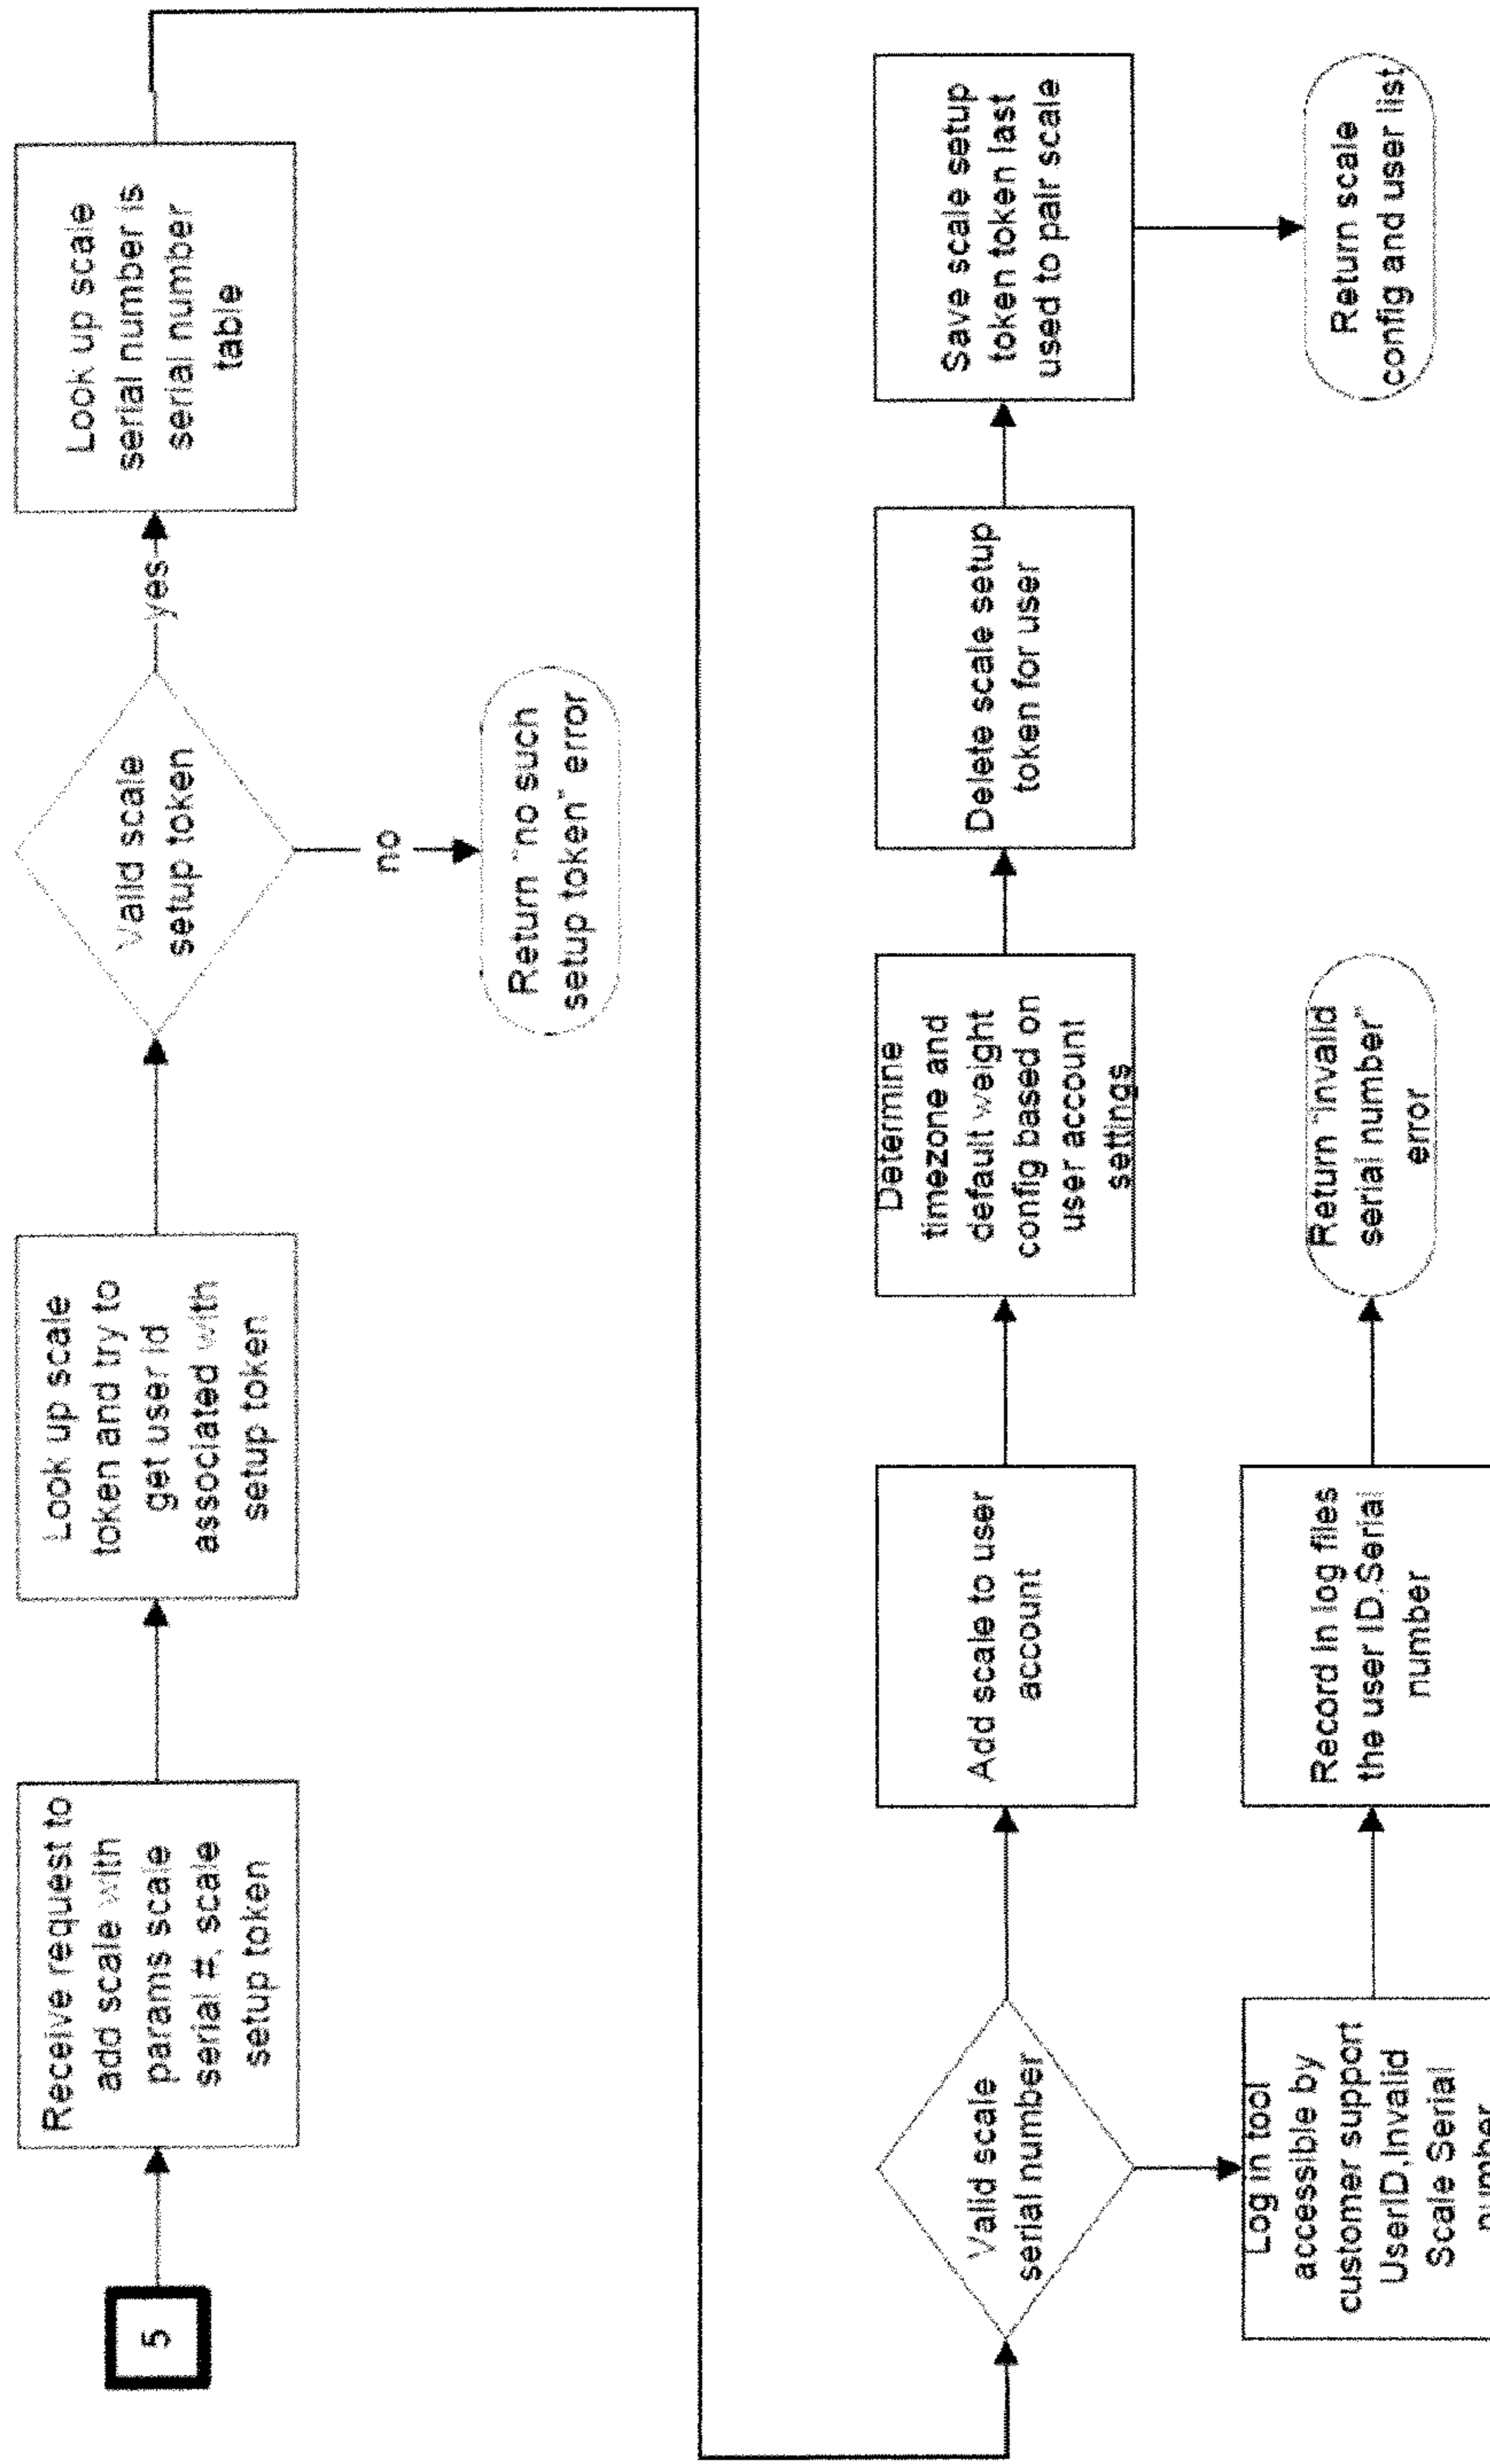 5
Receive request to
add scale with
params scale
serial #, scale
setup token
Look up scale
token and try to
get user id
associated with
setup token
Valid scale
setup token
yes
no
Return "no such
setup token" error
Look up scale
serial number is
serial number
table
Valid scale
serial number
Add scale to user
account
Determine
timezone and
default weight
config based on
user account
settings
Delete scale setup
token for user
Save scale setup
token token last
used to pair scale
Return scale
config and user list
Log in tool
accessible by
customer support
UserID,Invalid
Scale Serial
number
Record in log files
the user ID,Serial
number
Return "invalid
serial number"
error